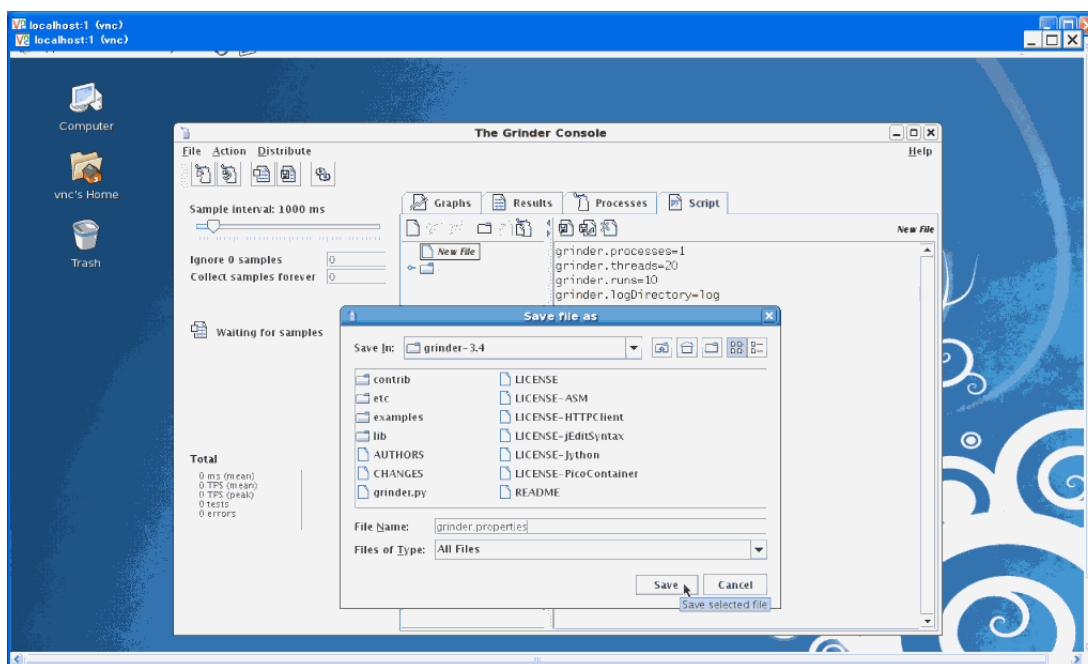 localhost:1 (vnc)
localhost:1 (vnc)
Computer
vnc's Home
Trash
The Grinder Console
File Action Distribute Help
Graphs Results Processes Script
Sample interval: 1000 ms
New File
New File
Ignore 0 samples 0
Collect samples forever 0
grinder.processes=1
grinder.threads=20
grinder.runs=10
grinder.logDirectory=log
Waiting for samples
Save file as
Save In: grinder-3.4
contrib
etc
examples
lib
AUTHORS
CHANGES
grinder.py
LICENSE
LICENSE-ASM
LICENSE-HTTPClient
LICENSE-jEditSyntax
LICENSE-Jython
LICENSE-PicoContainer
README
File Name: grinder.properties
Files of Type: All Files
Save Cancel
Save selected file
Total
0 ms (mean)
0 TPS (mean)
0 TPS (peak)
0 tests
0 errors